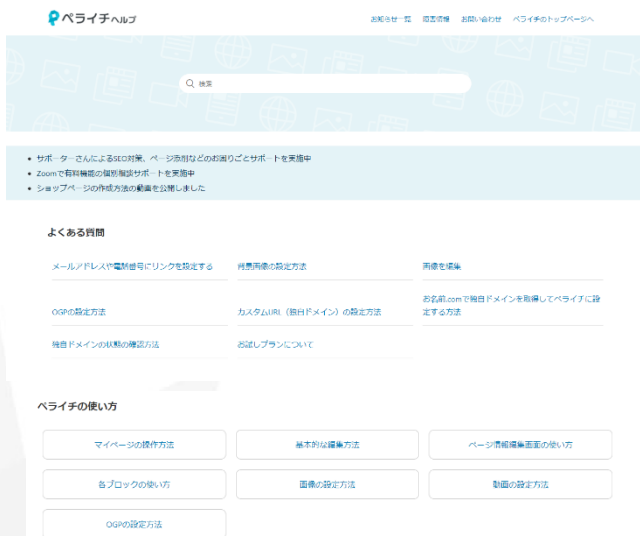 ペライチヘルプ
お知らせ一覧 障害情報 お問い合わせ ペライチのトップページへ
検索
サポーターさんによるSEO対策、ページ添削などのお困りごとサポートを実施中
Zoomで有料機能の個別相談サポートを実施中
ショップページの作成方法の動画を公開しました
よくある質問
メールアドレスや電話番号にリンクを設定する 背景画像の設定方法 画像を編集
OGPの設定方法 カスタムURL（独自ドメイン）の設定方法 お名前.comで独自ドメインを取得してペライチに設
定する方法
独自ドメインの状態の確認方法 お試しプランについて
ペライチの使い方
マイページの操作方法 基本的な編集方法 ページ情報編集画面の使い方
各ブロックの使い方 画像の設定方法 動画の設定方法
OGPの設定方法